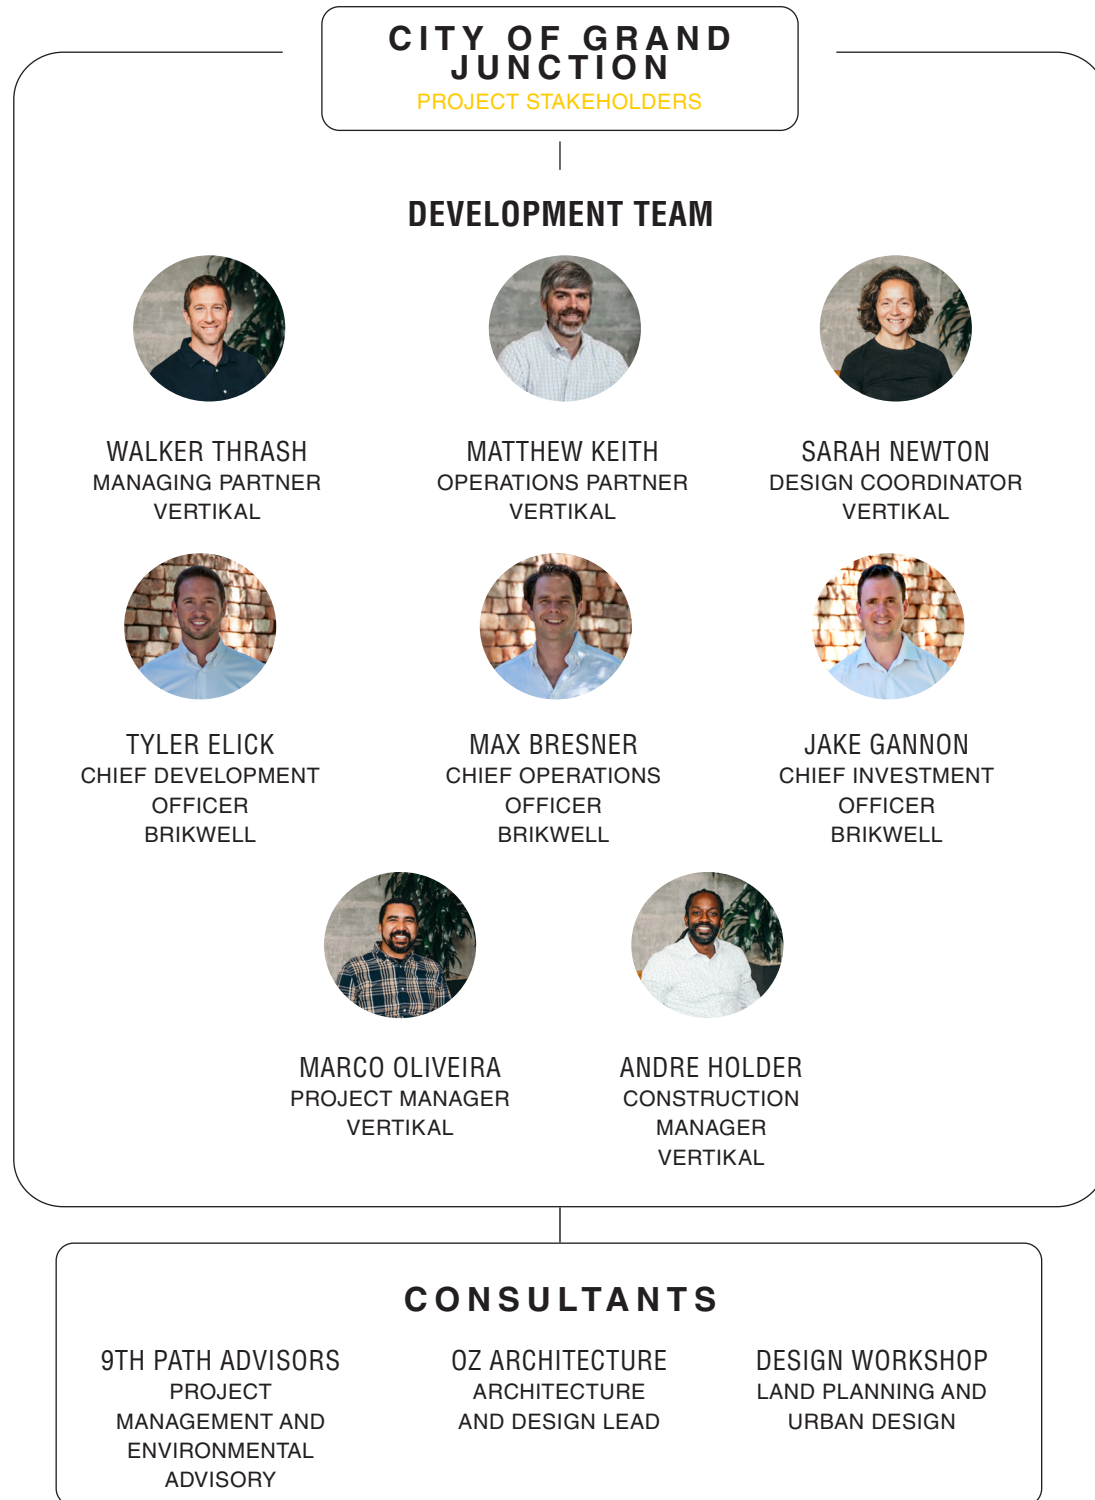 CITY OF GRAND
JUNCTION
PROJECT STAKEHOLDERS
DEVELOPMENT TEAM
WALKER THRASH
MANAGING PARTNER
VERTIKAL
MATTHEW KEITH
OPERATIONS PARTNER
VERTIKAL
SARAH NEWTON
DESIGN COORDINATOR
VERTIKAL
TYLER ELICK
CHIEF DEVELOPMENT
OFFICER
BRIKWELL
MAX BRESNER
CHIEF OPERATIONS
OFFICER
BRIKWELL
JAKE GANNON
CHIEF INVESTMENT
OFFICER
BRIKWELL
MARCO OLIVEIRA
PROJECT MANAGER
VERTIKAL
ANDRE HOLDER
CONSTRUCTION
MANAGER
VERTIKAL
CONSULTANTS
9TH PATH ADVISORS
PROJECT
MANAGEMENT AND
ENVIRONMENTAL
ADVISORY
OZ ARCHITECTURE
ARCHITECTURE
AND DESIGN LEAD
DESIGN WORKSHOP
LAND PLANNING AND
URBAN DESIGN